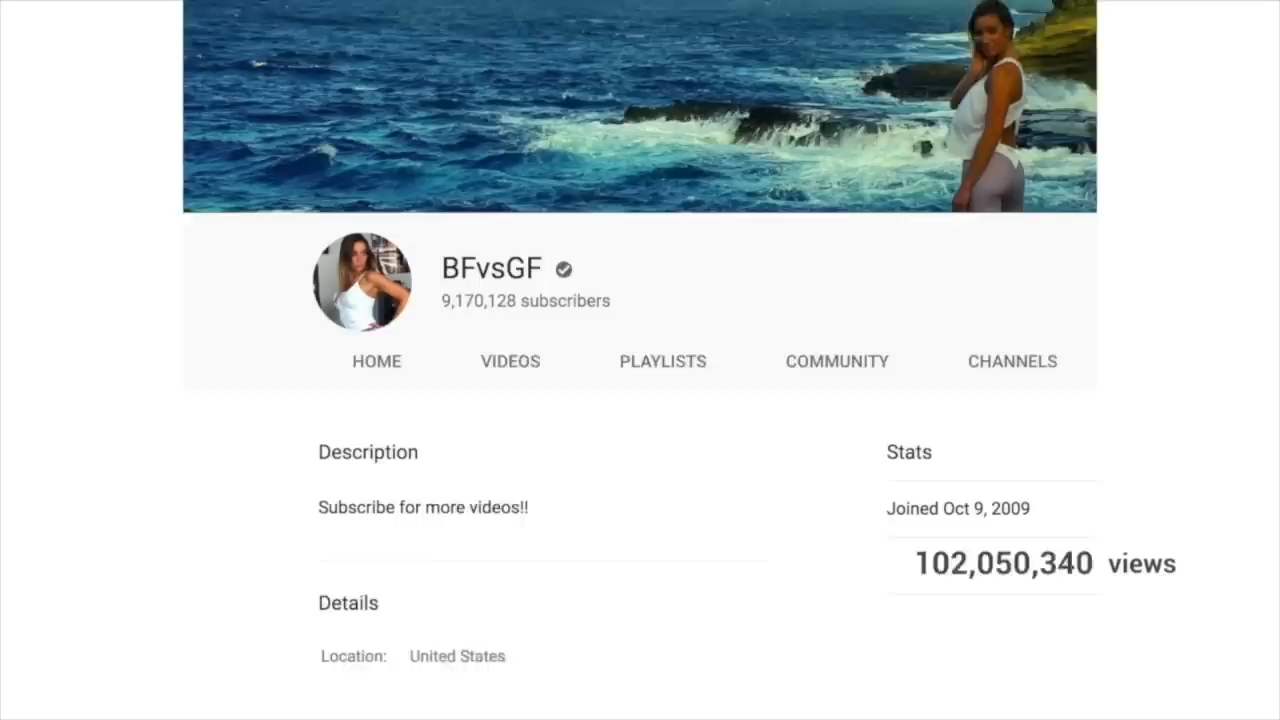 BFvsGF
9,170,128 subscribers
HOME VIDEOS PLAYLISTS COMMUNITY CHANNELS
Description
Stats
Subscribe for more videos!!
Joined Oct 9, 2009
102,050,340 views
Details
Location: United States